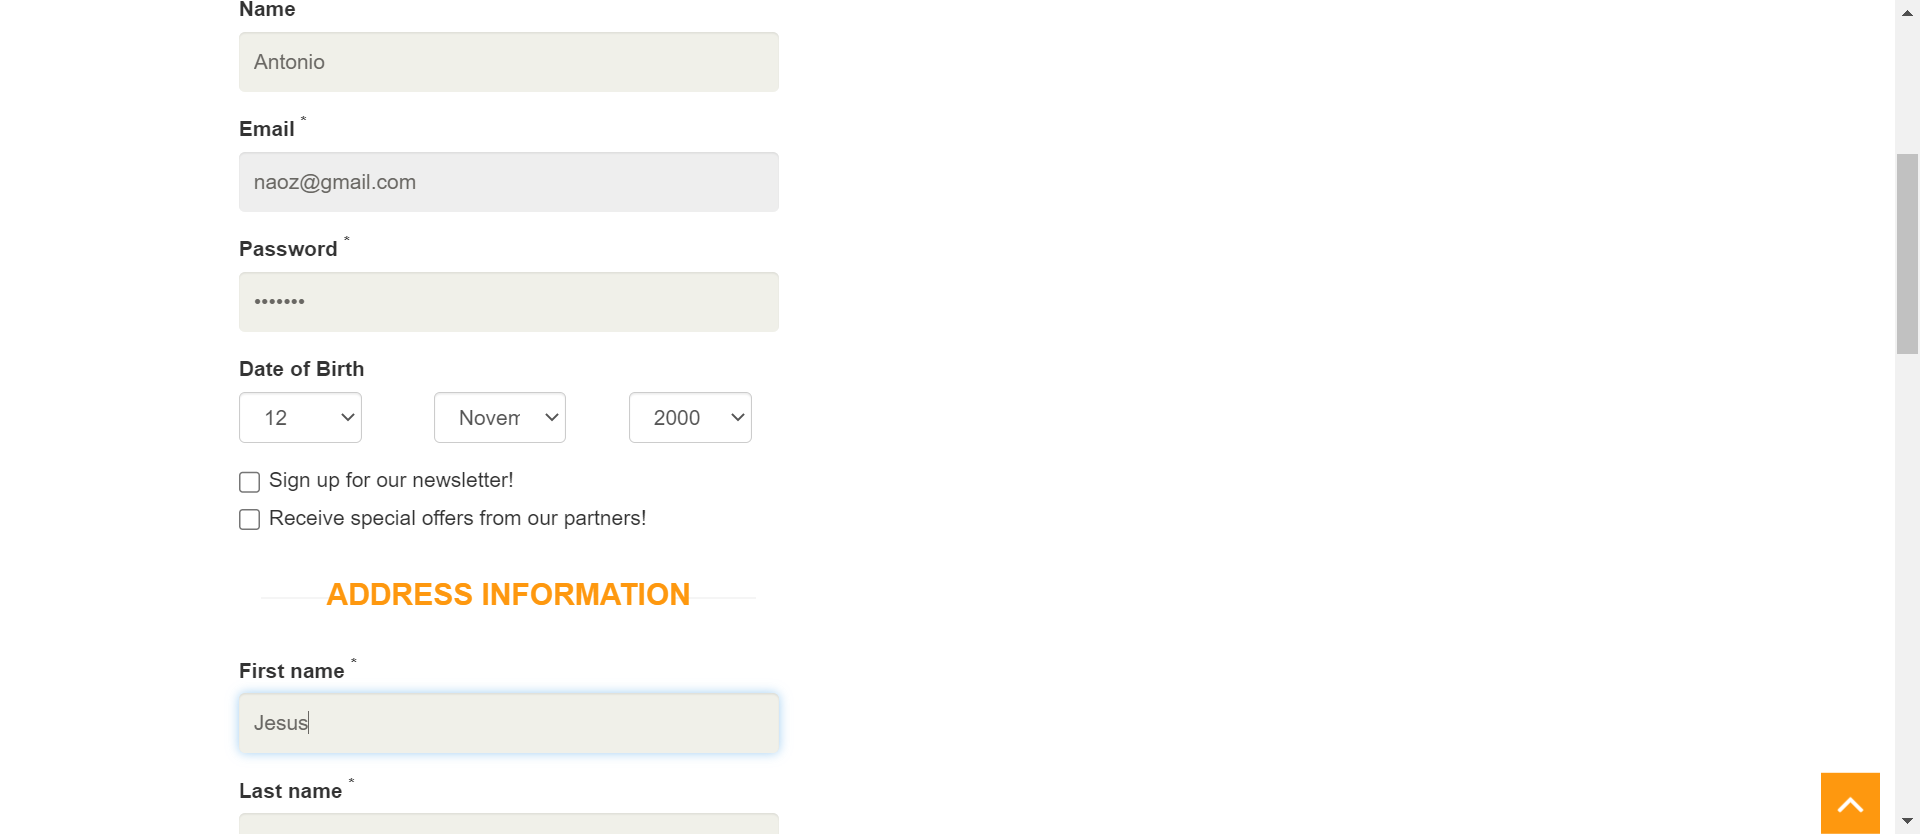 Name
Antonio
Email *
naoz@gmail.com
Password *
•••••••
Date of Birth
12 Novem 2000
Sign up for our newsletter!
Receive special offers from our partners!
ADDRESS INFORMATION
First name *
Jesus
Last name *